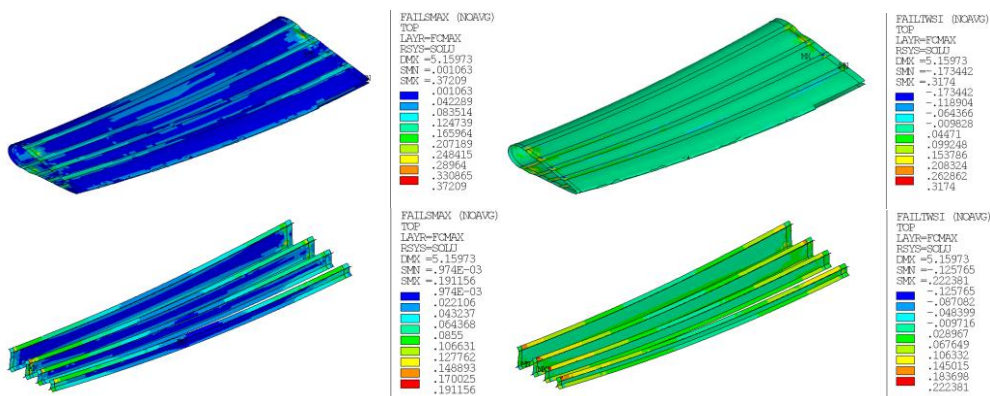 FAILSMAX (NOAVG)
TOP
LAYR=FCMAX
RSYS=SOLU
DMX =5.15973
SMN =.001063
SMX =.37209
.001063
.042289
.083514
.124739
.165964
.207189
.248415
.28964
.330865
.37209
FAILTWSI (NOAVG)
TOP
LAYR=FCMAX
RSYS=SOLU
DMX =5.15973
SMN =-.173442
SMX =.3174
-.173442
-.118904
-.064366
-.009828
.04471
.099248
.153786
.208324
.262862
.3174
FAILSMAX (NOAVG)
TOP
LAYR=FCMAX
RSYS=SOLU
DMX =5.15973
SMN =.974E-03
SMX =.191156
.974E-03
.022106
.043237
.064368
.0855
.106631
.127762
.148893
.170025
.191156
FAILTWSI (NOAVG)
TOP
LAYR=FCMAX
RSYS=SOLU
DMX =5.15973
SMN =-.125765
SMX =.222381
-.125765
-.087082
-.048399
-.009716
.028967
.067649
.106332
.145015
.183698
.222381